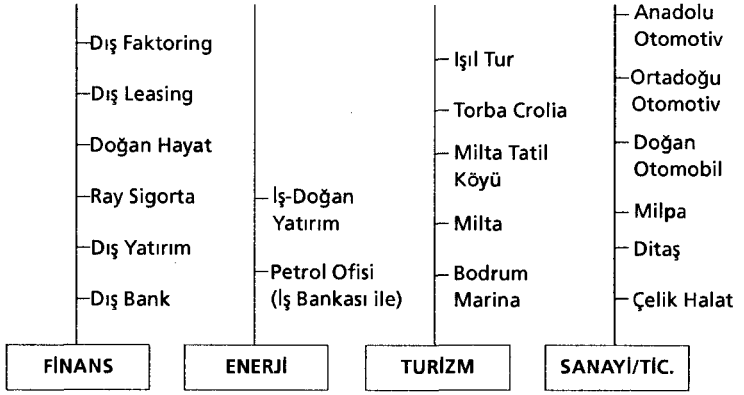 Dış Faktoring
Dış Leasing
Doğan Hayat
Ray Sigorta
Dış Yatırım
Dış Bank
FİNANS
İş-Doğan
Yatırım
Petrol Ofisi
(İş Bankası ile)
ENERJİ
Işıl Tur
Torba Crolia
Milta Tatil
Köyü
Milta
Bodrum
Marina
TURİZM
Anadolu
Otomotiv
Ortadoğu
Otomotiv
Doğan
Otomobil
Milpa
Ditaş
Çelik Halat
SANAYİ/TİC.